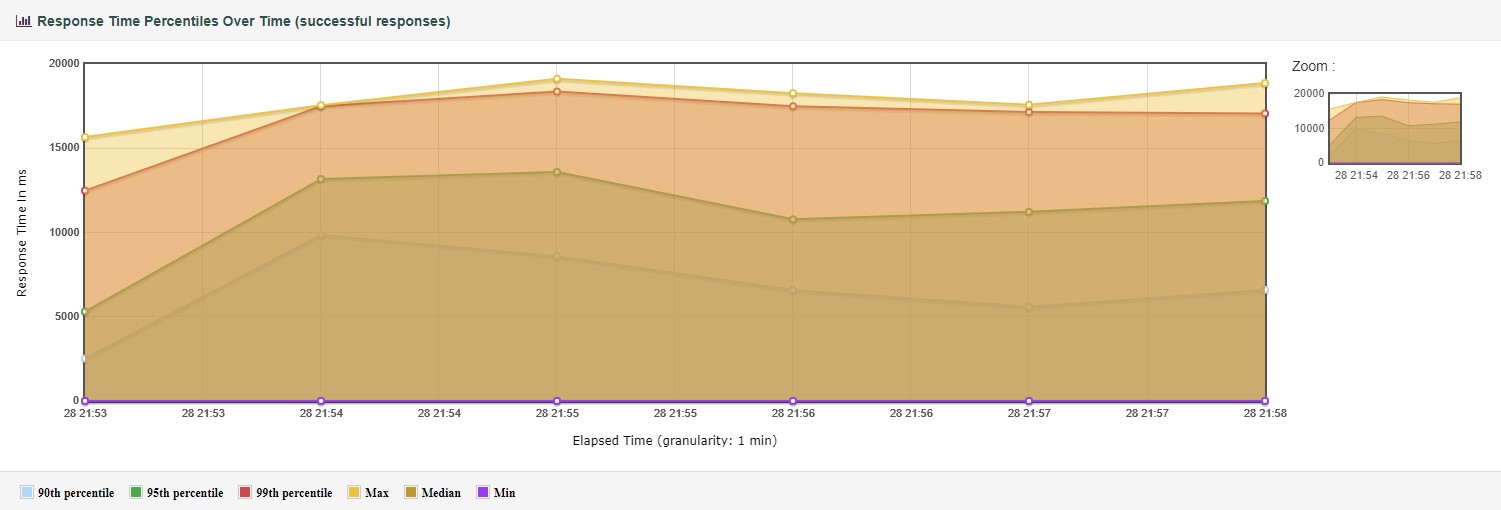 Response Time Percentiles Over Time (successful responses)
20000
15000
10000
5000
0
Response Time In ms
28 21:53 28 21:53 28 21:54 28 21:54 28 21:55 28 21:55 28 21:56 28 21:56 28 21:57 28 21:57 28 21:58
Elapsed Time (granularity: 1 min)
Zoom :
20000
10000
0
28 21:54 28 21:56 28 21:58
90th percentile 95th percentile 99th percentile Max Median Min